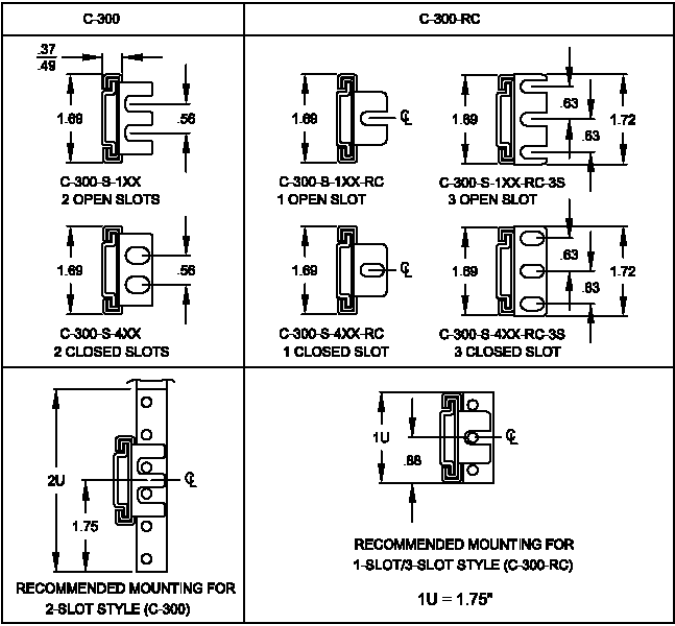 C-300
C-300-RC
.37
.49
1.69
.56
C-300-S-1XX
2 OPEN SLOTS
1.69
.56
C-300-S-4XX
2 CLOSED SLOTS
1.69
C-300-S-1XX-RC
1 OPEN SLOT
1.69
.63
.63
1.72
C-300-S-1XX-RC-3S
3 OPEN SLOT
1.69
C-300-S-4XX-RC
1 CLOSED SLOT
1.69
.63
.63
1.72
C-300-S-4XX-RC-3S
3 CLOSED SLOT
2U
1.75
RECOMMENDED MOUNTING FOR
2-SLOT STYLE (C-300)
1U
.88
RECOMMENDED MOUNTING FOR
1-SLOT/3-SLOT STYLE (C-300-RC)
1U = 1.75"